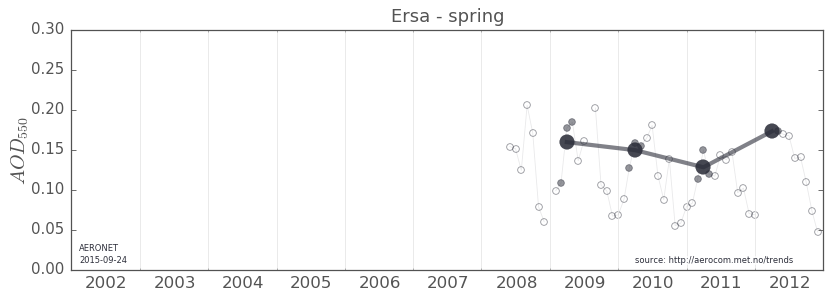 Ersa - spring
0.30
0.25
0.20
0.15
0.10
0.05
0.00
AOD550
AERONET
2015-09-24
source: http://aerocom.met.no/trends
2002 2003 2004 2005 2006 2007 2008 2009 2010 2011 2012